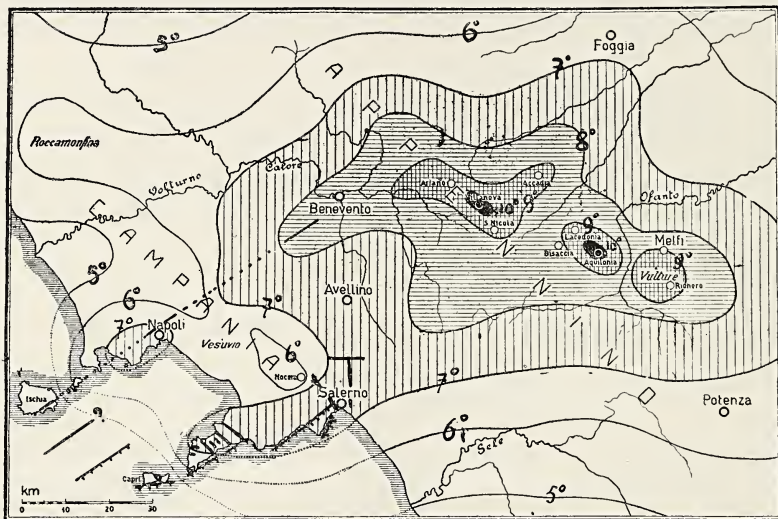 5°
6°
Foggia
7°
Roccamonfina
8°
Volturno
Calore
Ariano
Accadia
Villanova
10°
9°
Ofanto
Benevento
S. Nicola
9°
Lacedonia
10°
Melfi
9°
Bisaccia
Aquilonia
Vulture
Rionero
CAMPANIA
APPENNINO
5°
6°
7°
Napoli
7°
Avellino
Vesuvio
6°
Nocera
Ischia
Salerno
7°
Potenza
?
6°
Sele
Capri
5°
km
0 10 20 30